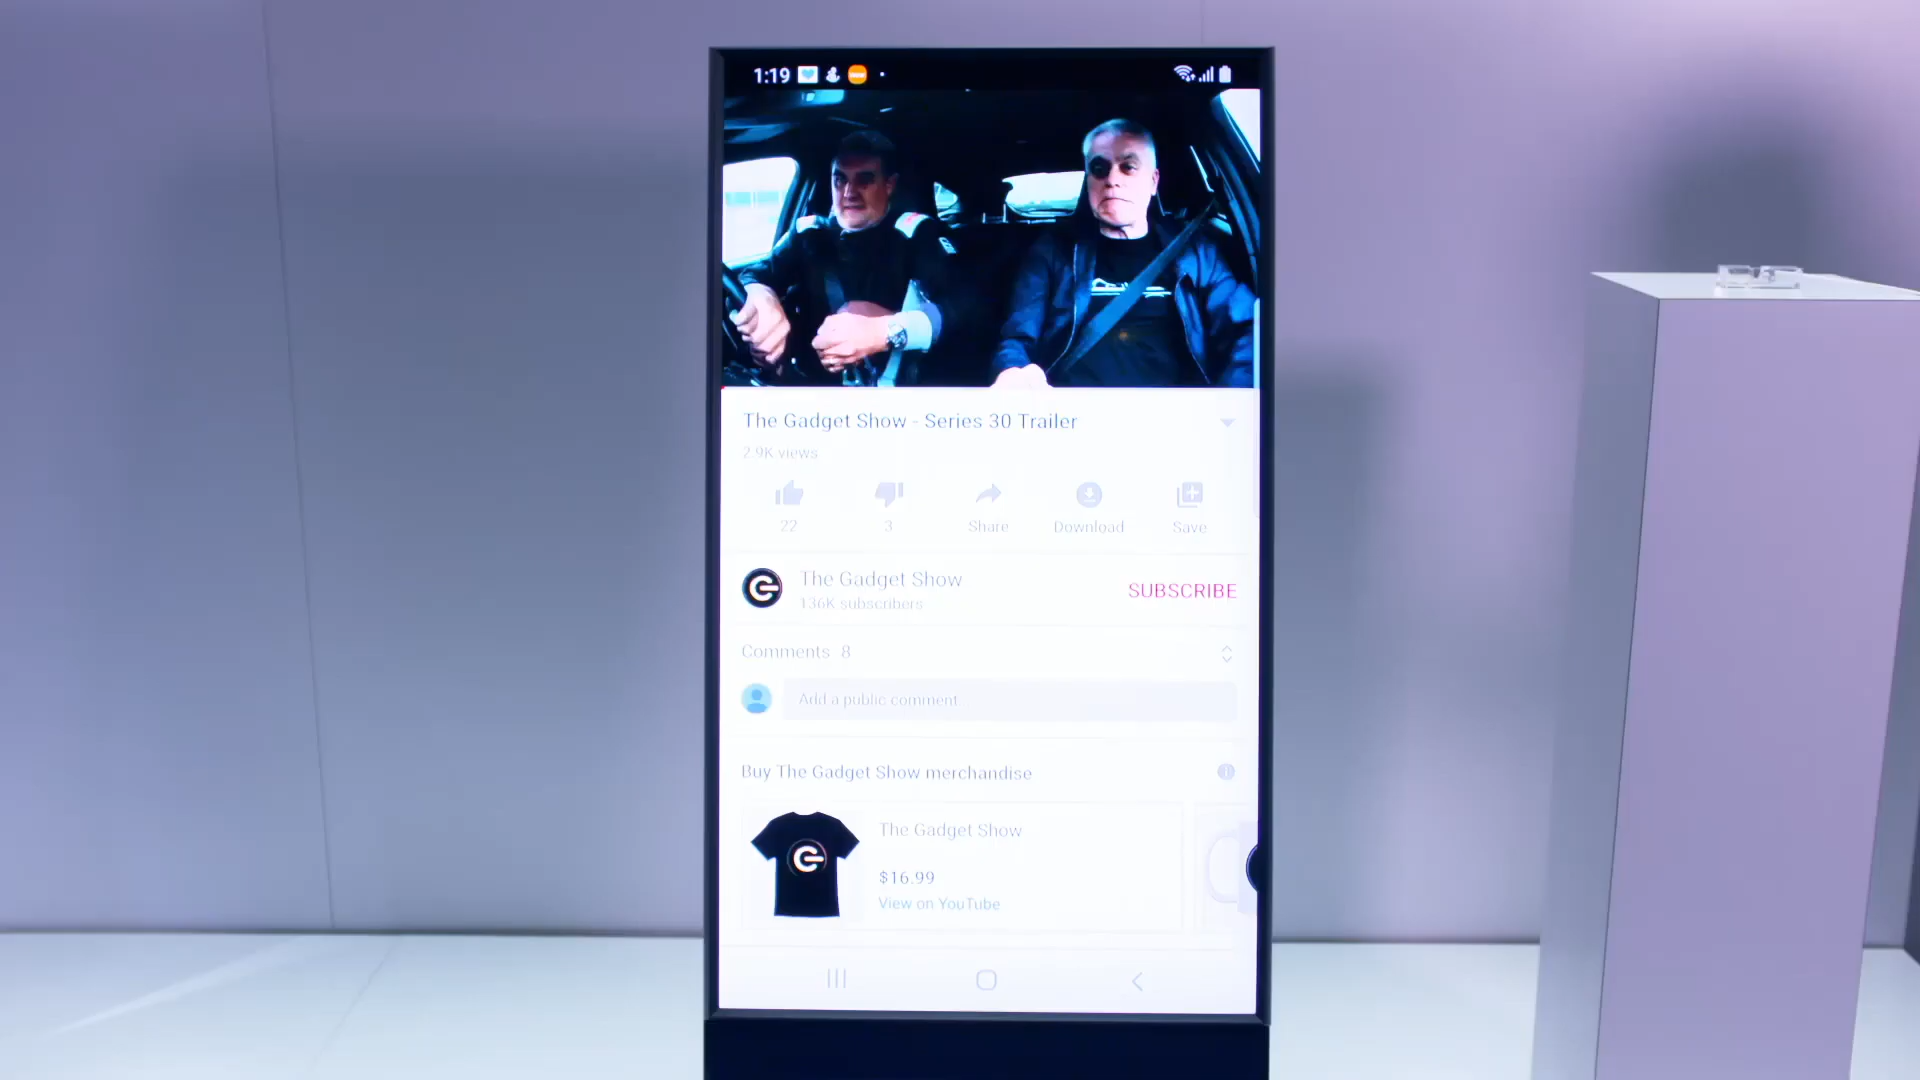 1:19
The Gadget Show - Series 30 Trailer
2.9K views
22
3
Share
Download
Save
The Gadget Show
136K subscribers
SUBSCRIBE
Comments 8
Add a public comment
Buy The Gadget Show merchandise
The Gadget Show
$16.99
View on YouTube